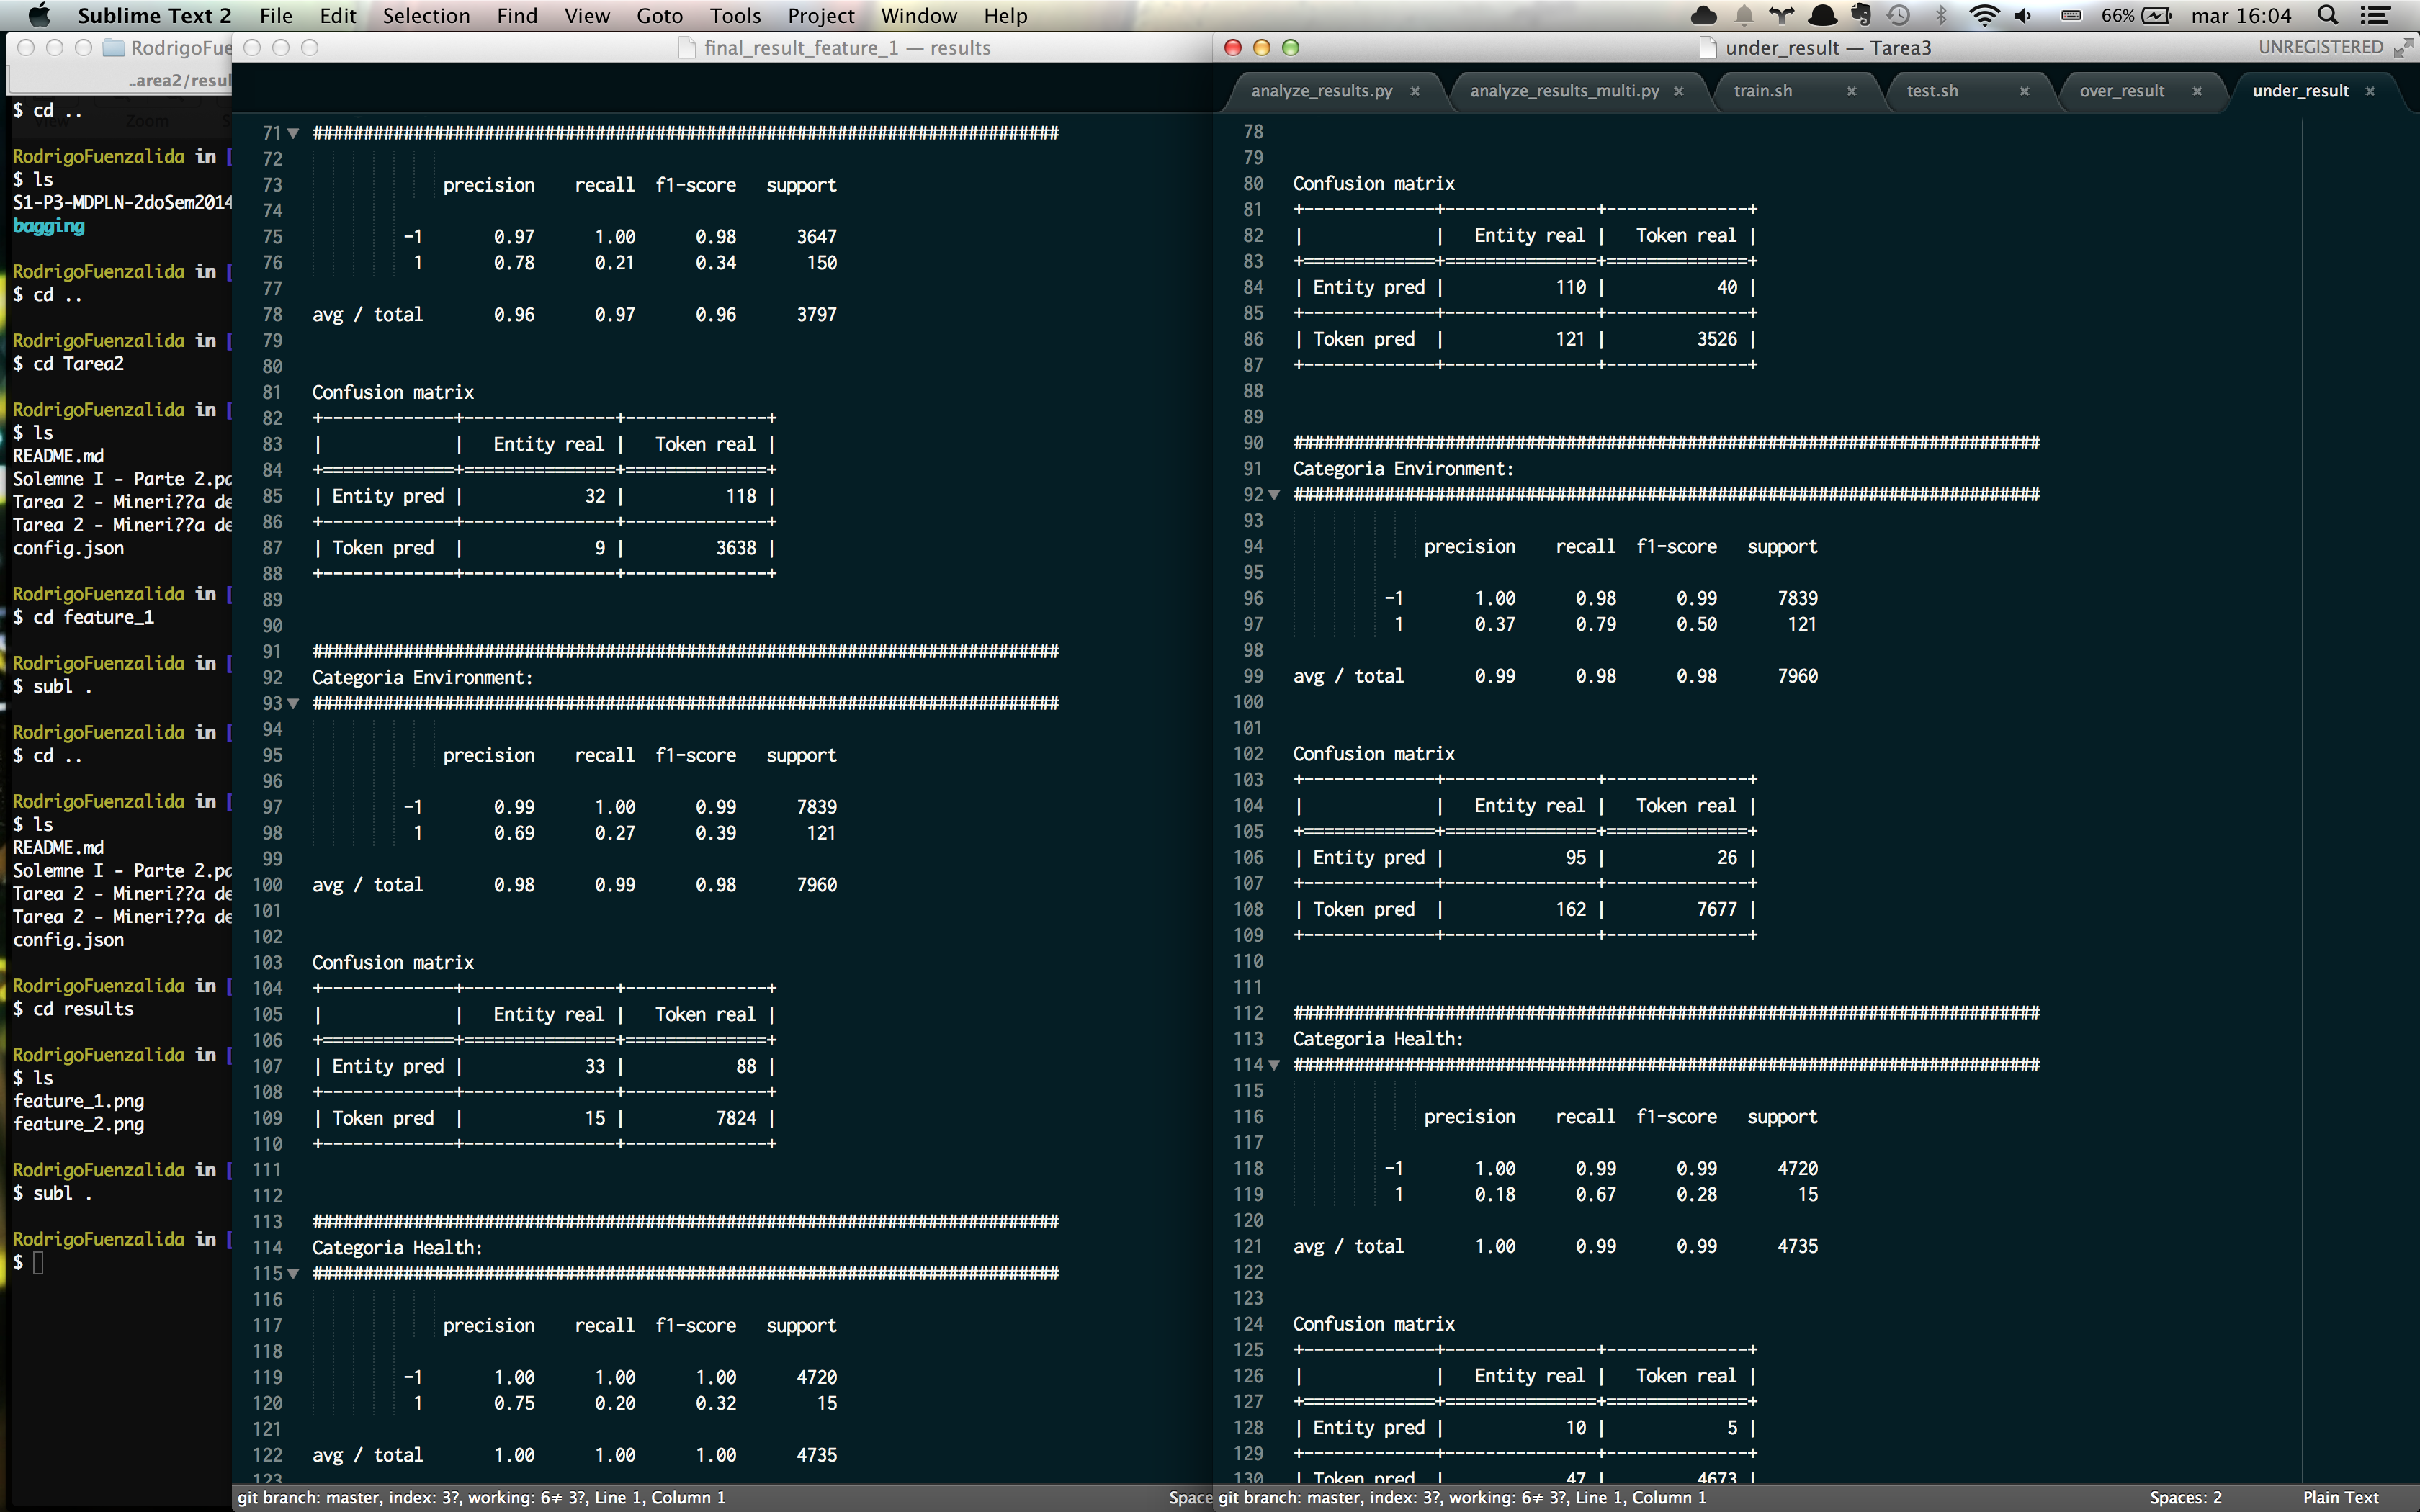 Sublime Text 2 File Edit Selection Find View Goto Tools Project Window Help 66% mar 16:04
RodrigoFue
..area2/resul
$ cd ..
RodrigoFuenzalida in [
$ ls
S1-P3-MDPLN-2doSem2014
bagging
RodrigoFuenzalida in [
$ cd ..
RodrigoFuenzalida in [
$ cd Tarea2
RodrigoFuenzalida in [
$ ls
README.md
Solemne I - Parte 2.pa
Tarea 2 - Mineri??a de
Tarea 2 - Mineri??a de
config.json
RodrigoFuenzalida in [
$ cd feature_1
RodrigoFuenzalida in [
$ subl .
RodrigoFuenzalida in [
$ cd ..
RodrigoFuenzalida in [
$ ls
README.md
Solemne I - Parte 2.pa
Tarea 2 - Mineri??a de
Tarea 2 - Mineri??a de
config.json
RodrigoFuenzalida in [
$ cd results
RodrigoFuenzalida in [
$ ls
feature_1.png
feature_2.png
RodrigoFuenzalida in [
$ subl .
RodrigoFuenzalida in [
$
final_result_feature_1 — results
71 ##########################################################################
72
73 precision recall f1-score support
74
75 -1 0.97 1.00 0.98 3647
76 1 0.78 0.21 0.34 150
77
78 avg / total 0.96 0.97 0.96 3797
79
80
81 Confusion matrix
82 +--------------+---------------+--------------+
83 | | Entity real | Token real |
84 +==============+===============+==============+
85 | Entity pred | 32 | 118 |
86 +--------------+---------------+--------------+
87 | Token pred | 9 | 3638 |
88 +--------------+---------------+--------------+
89
90
91 ##########################################################################
92 Categoria Environment:
93 ##########################################################################
94
95 precision recall f1-score support
96
97 -1 0.99 1.00 0.99 7839
98 1 0.69 0.27 0.39 121
99
100 avg / total 0.98 0.99 0.98 7960
101
102
103 Confusion matrix
104 +--------------+---------------+--------------+
105 | | Entity real | Token real |
106 +==============+===============+==============+
107 | Entity pred | 33 | 88 |
108 +--------------+---------------+--------------+
109 | Token pred | 15 | 7824 |
110 +--------------+---------------+--------------+
111
112
113 ##########################################################################
114 Categoria Health:
115 ##########################################################################
116
117 precision recall f1-score support
118
119 -1 1.00 1.00 1.00 4720
120 1 0.75 0.20 0.32 15
121
122 avg / total 1.00 1.00 1.00 4735
123
git branch: master, index: 3?, working: 6≠ 3?, Line 1, Column 1 Space
under_result — Tarea3 UNREGISTERED
analyze_results.py × analyze_results_multi.py × train.sh × test.sh × over_result × under_result ×
78
79
80 Confusion matrix
81 +-------------+---------------+--------------+
82 | | Entity real | Token real |
83 +=============+===============+==============+
84 | Entity pred | 110 | 40 |
85 +-------------+---------------+--------------+
86 | Token pred | 121 | 3526 |
87 +-------------+---------------+--------------+
88
89
90 ##########################################################################
91 Categoria Environment:
92 ##########################################################################
93
94 precision recall f1-score support
95
96 -1 1.00 0.98 0.99 7839
97 1 0.37 0.79 0.50 121
98
99 avg / total 0.99 0.98 0.98 7960
100
101
102 Confusion matrix
103 +-------------+---------------+--------------+
104 | | Entity real | Token real |
105 +=============+===============+==============+
106 | Entity pred | 95 | 26 |
107 +-------------+---------------+--------------+
108 | Token pred | 162 | 7677 |
109 +-------------+---------------+--------------+
110
111
112 ##########################################################################
113 Categoria Health:
114 ##########################################################################
115
116 precision recall f1-score support
117
118 -1 1.00 0.99 0.99 4720
119 1 0.18 0.67 0.28 15
120
121 avg / total 1.00 0.99 0.99 4735
122
123
124 Confusion matrix
125 +-------------+---------------+--------------+
126 | | Entity real | Token real |
127 +=============+===============+==============+
128 | Entity pred | 10 | 5 |
129 +-------------+---------------+--------------+
130 | Token pred | 47 | 4673 |
git branch: master, index: 3?, working: 6≠ 3?, Line 1, Column 1 Spaces: 2 Plain Text